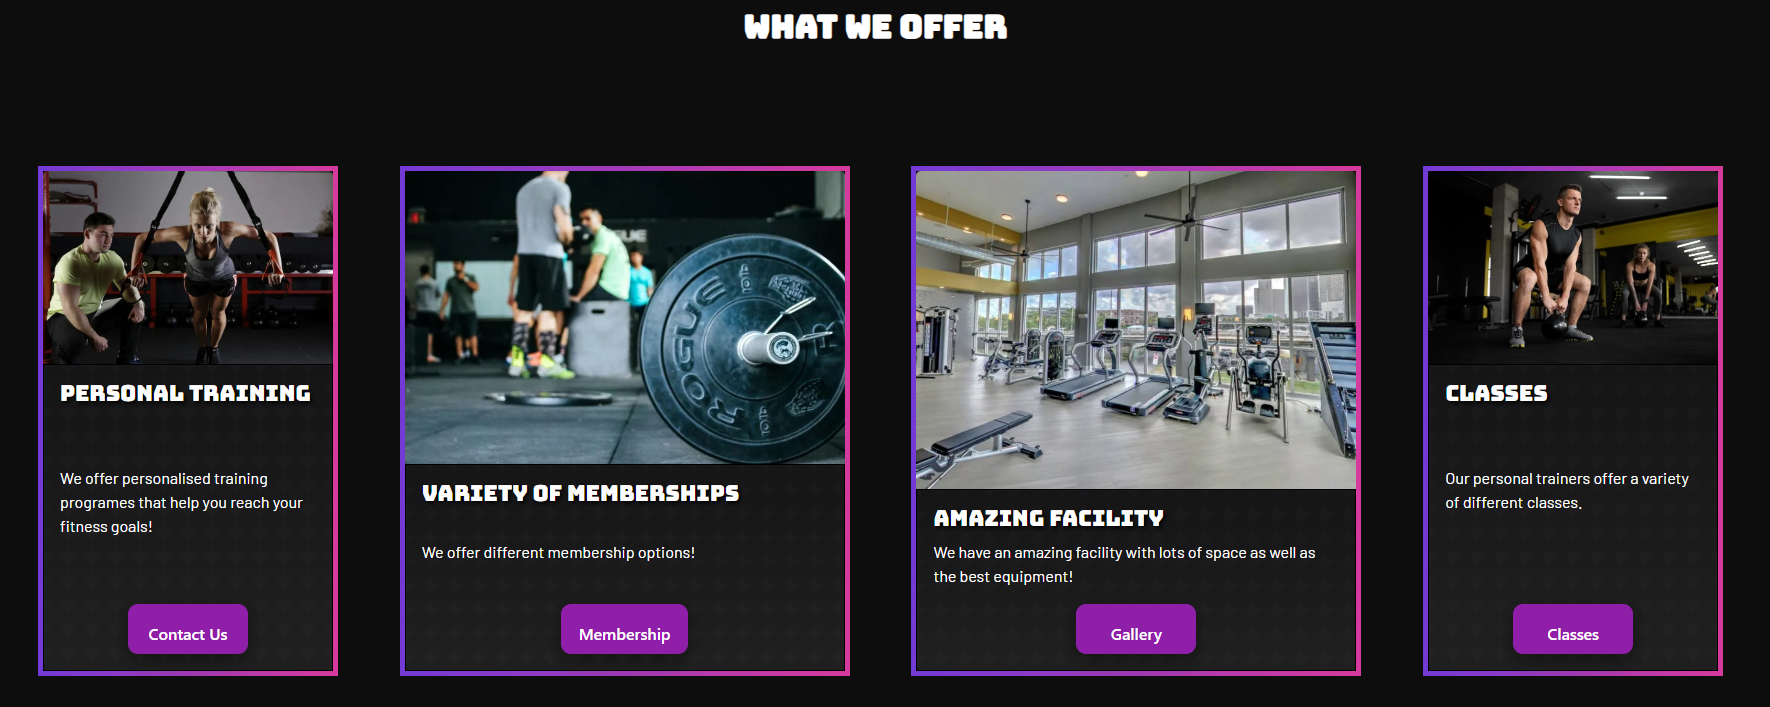 WHAT WE OFFER
PERSONAL TRAINING
We offer personalised training
programes that help you reach your
fitness goals!
Contact Us
ROGUE
ROGUE
VARIETY OF MEMBERSHIPS
We offer different membership options!
Membership
AMAZING FACILITY
We have an amazing facility with lots of space as well as
the best equipment!
Gallery
CLASSES
Our personal trainers offer a variety
of different classes.
Classes